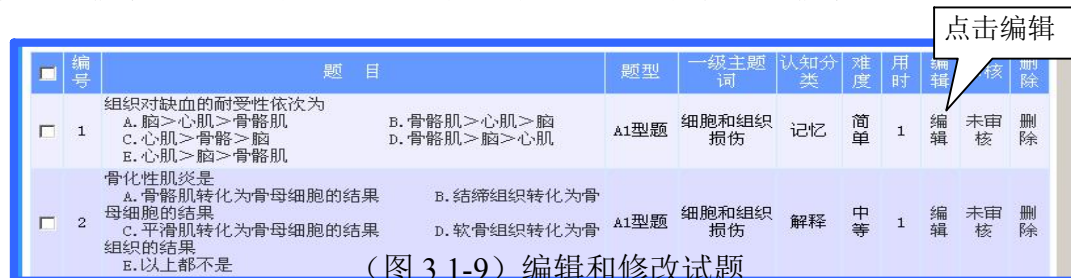 点击编辑
编号 题 目 题型 一级主题词 认知分类 难度 用时 编辑 核 删除
1 组织对缺血的耐受性依次为
A.脑>心肌>骨骼肌 B.骨骼肌>心肌>脑
C.心肌>骨骼>脑 D.骨骼肌>脑>心肌
E.心肌>脑>骨骼肌
A1型题 细胞和组织损伤 记忆 简单 1 编辑 未审核 删除
2 骨化性肌炎是
A.骨骼肌转化为骨母细胞的结果 B.结缔组织转化为骨
母细胞的结果
C.平滑肌转化为骨母细胞的结果 D.软骨组织转化为骨
组织的结果
E.以上都不是
A1型题 细胞和组织损伤 解释 中等 1 编辑 未审核 删除
（图 3.1-9）编辑和修改试题